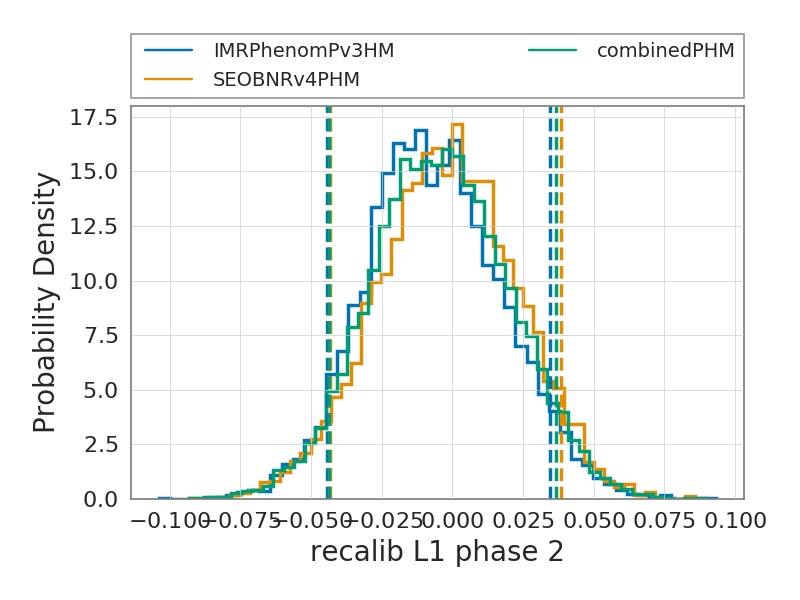 IMRPhenomPv3HM
SEOBNRv4PHM
combinedPHM
17.5
15.0
12.5
10.0
7.5
5.0
2.5
0.0
Probability Density
−0.100 −0.075 −0.050 −0.025 0.000 0.025 0.050 0.075 0.100
recalib L1 phase 2